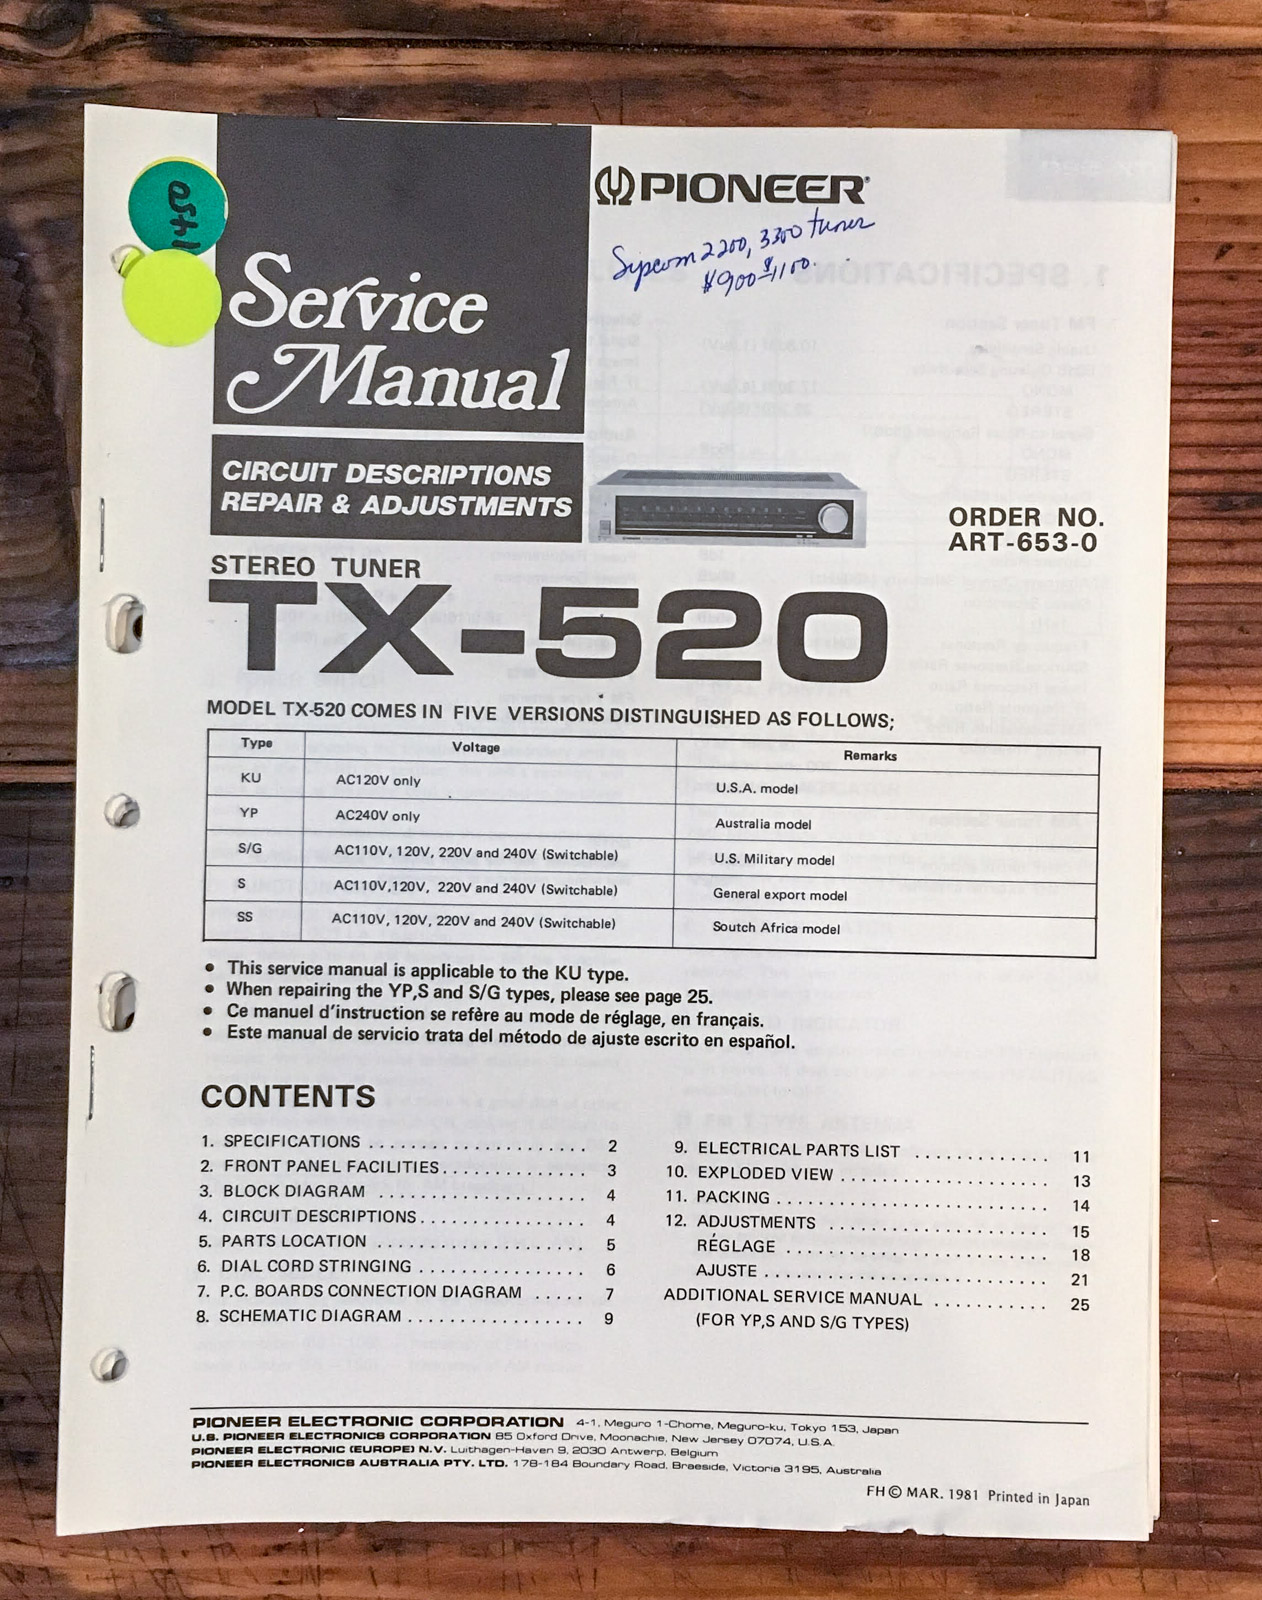 PIONEER®
Sipcom 2200, 3300 tuner
$900-$1100.
Service
Manual
CIRCUIT DESCRIPTIONS
REPAIR & ADJUSTMENTS
ORDER NO.
ART-653-0
STEREO TUNER
TX-520
MODEL TX-520 COMES IN FIVE VERSIONS DISTINGUISHED AS FOLLOWS;
Type Voltage Remarks
KU AC120V only U.S.A. model
YP AC240V only Australia model
S/G AC110V, 120V, 220V and 240V (Switchable) U.S. Military model
S AC110V,120V, 220V and 240V (Switchable) General export model
SS AC110V, 120V, 220V and 240V (Switchable) Soutch Africa model
• This service manual is applicable to the KU type.
• When repairing the YP,S and S/G types, please see page 25.
• Ce manuel d'instruction se refère au mode de réglage, en français.
• Este manual de servicio trata del método de ajuste escrito en español.
CONTENTS
1. SPECIFICATIONS ..................... 2
2. FRONT PANEL FACILITIES.............. 3
3. BLOCK DIAGRAM .................... 4
4. CIRCUIT DESCRIPTIONS................ 4
5. PARTS LOCATION .................... 5
6. DIAL CORD STRINGING ................ 6
7. P.C. BOARDS CONNECTION DIAGRAM ..... 7
8. SCHEMATIC DIAGRAM ................. 9
9. ELECTRICAL PARTS LIST ............. 11
10. EXPLODED VIEW .................... 13
11. PACKING .......................... 14
12. ADJUSTMENTS ..................... 15
RÉGLAGE ......................... 18
AJUSTE ........................... 21
ADDITIONAL SERVICE MANUAL ........... 25
(FOR YP,S AND S/G TYPES)
PIONEER ELECTRONIC CORPORATION 4-1, Meguro 1-Chome, Meguro-ku, Tokyo 153, Japan
U.S. PIONEER ELECTRONICS CORPORATION 85 Oxford Drive, Moonachie, New Jersey 07074, U.S.A.
PIONEER ELECTRONIC (EUROPE) N.V. Luithagen-Haven 9, 2030 Antwerp, Belgium
PIONEER ELECTRONICS AUSTRALIA PTY. LTD. 178-184 Boundary Road, Braeside, Victoria 3195, Australia
FH © MAR. 1981 Printed in Japan